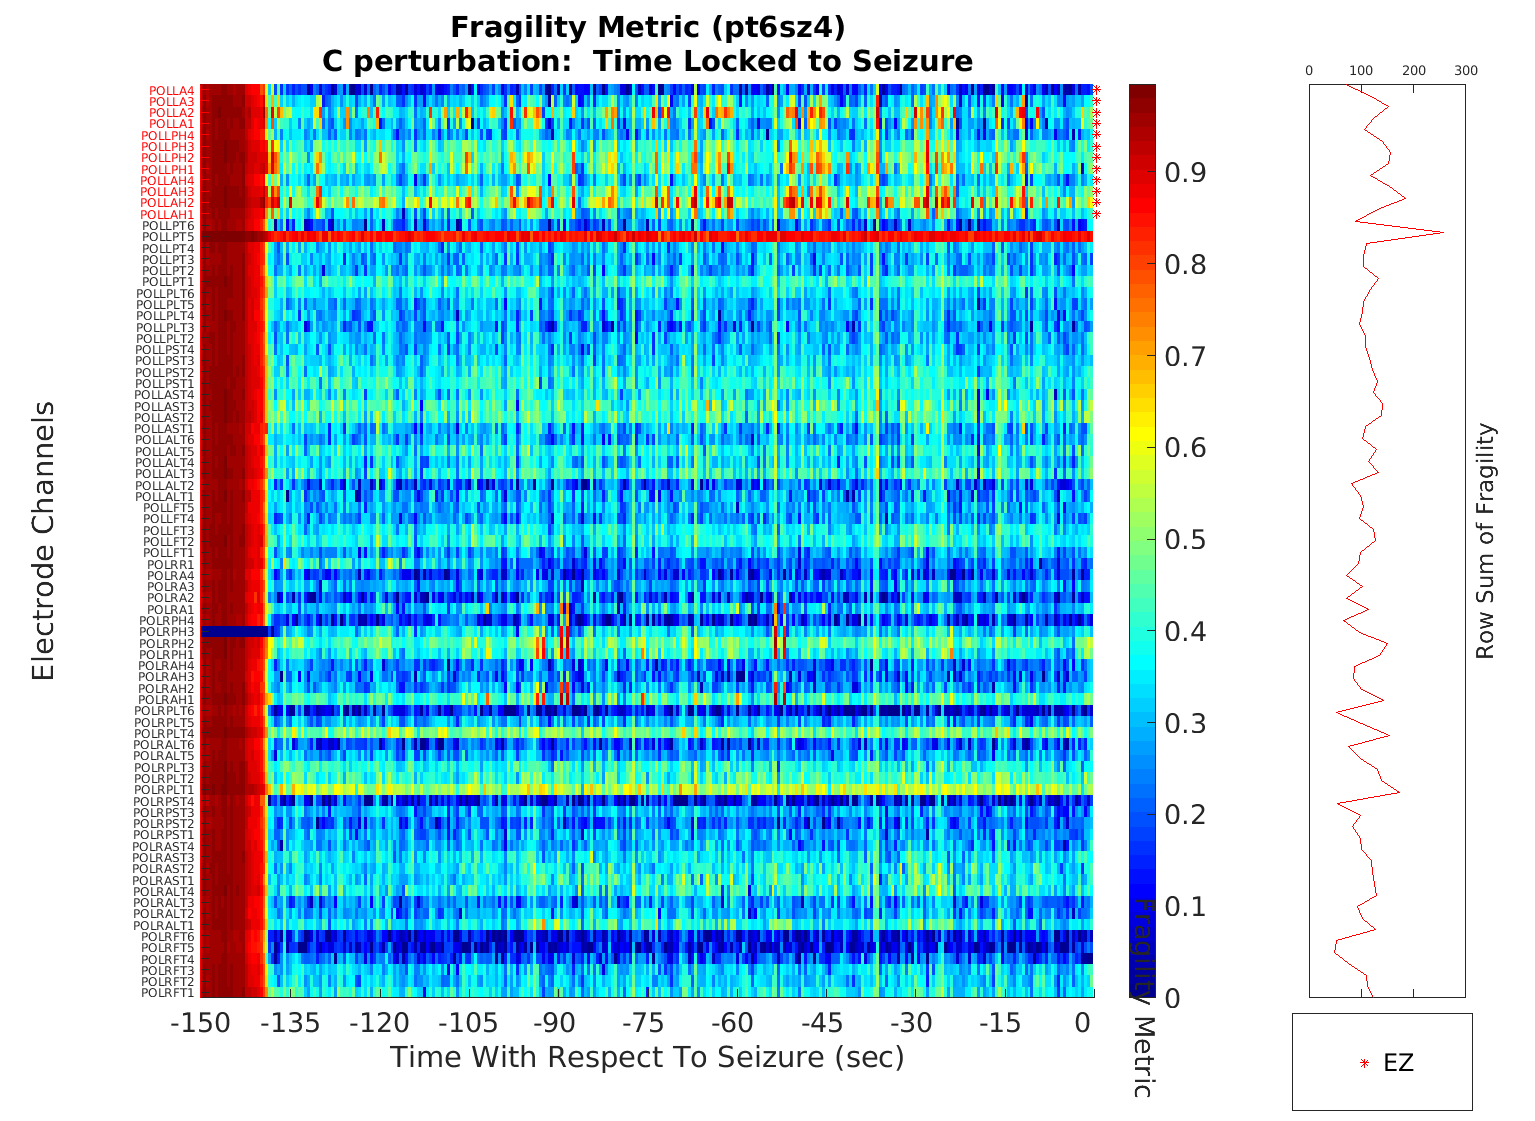 Fragility Metric (pt6sz4)
C perturbation:  Time Locked to Seizure
Electrode Channels
POLLA4
POLLA3
POLLA2
POLLA1
POLLPH4
POLLPH3
POLLPH2
POLLPH1
POLLAH4
POLLAH3
POLLAH2
POLLAH1
POLLPT6
POLLPT5
POLLPT4
POLLPT3
POLLPT2
POLLPT1
POLLPLT6
POLLPLT5
POLLPLT4
POLLPLT3
POLLPLT2
POLLPST4
POLLPST3
POLLPST2
POLLPST1
POLLAST4
POLLAST3
POLLAST2
POLLAST1
POLLALT6
POLLALT5
POLLALT4
POLLALT3
POLLALT2
POLLALT1
POLLFT5
POLLFT4
POLLFT3
POLLFT2
POLLFT1
POLRR1
POLRA4
POLRA3
POLRA2
POLRA1
POLRPH4
POLRPH3
POLRPH2
POLRPH1
POLRAH4
POLRAH3
POLRAH2
POLRAH1
POLRPLT6
POLRPLT5
POLRPLT4
POLRALT6
POLRALT5
POLRPLT3
POLRPLT2
POLRPLT1
POLRPST4
POLRPST3
POLRPST2
POLRPST1
POLRAST4
POLRAST3
POLRAST2
POLRAST1
POLRALT4
POLRALT3
POLRALT2
POLRALT1
POLRFT6
POLRFT5
POLRFT4
POLRFT3
POLRFT2
POLRFT1
-150 -135 -120 -105 -90 -75 -60 -45 -30 -15 0
Time With Respect To Seizure (sec)
0.9
0.8
0.7
0.6
0.5
0.4
0.3
0.2
0.1
0
Fragility Metric
0 100 200 300
Row Sum of Fragility
EZ